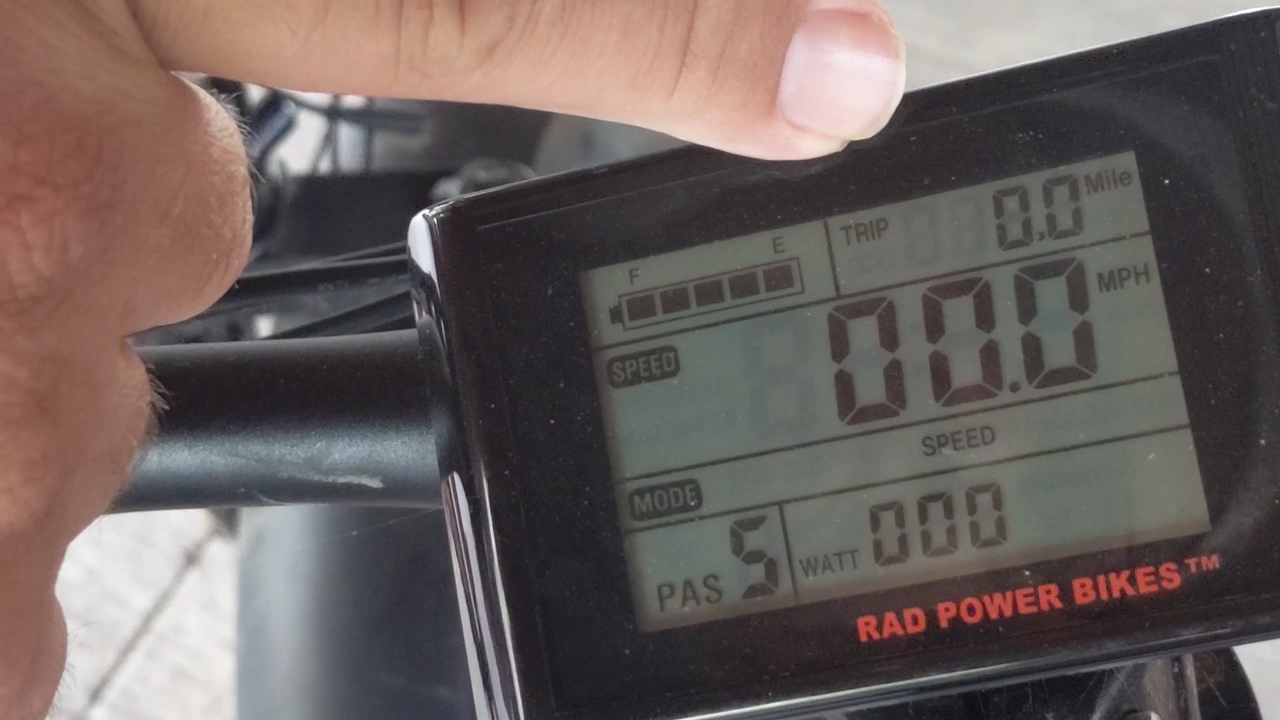 F E
TRIP 0.0 Mile
SPEED 00.0 MPH
SPEED
MODE
PAS 5 WATT 000
RAD POWER BIKES™